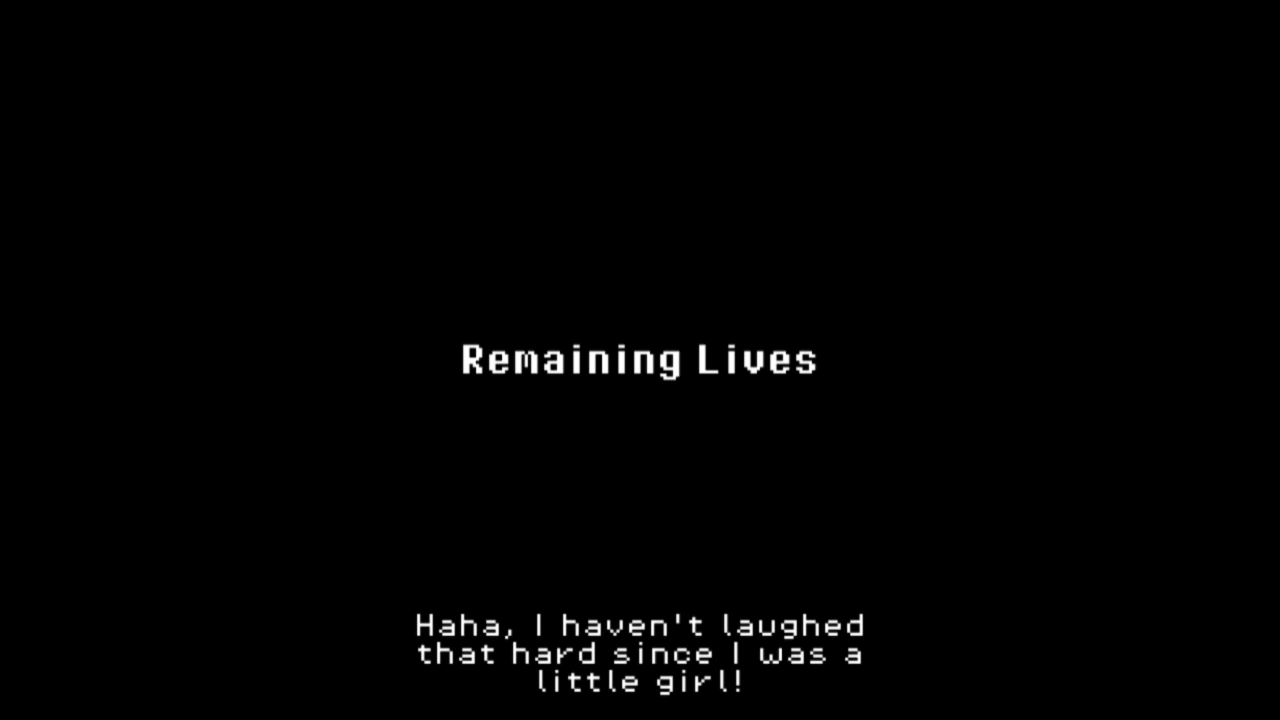 Remaining Lives
Haha, I haven't laughed
that hard since I was a
little girl!